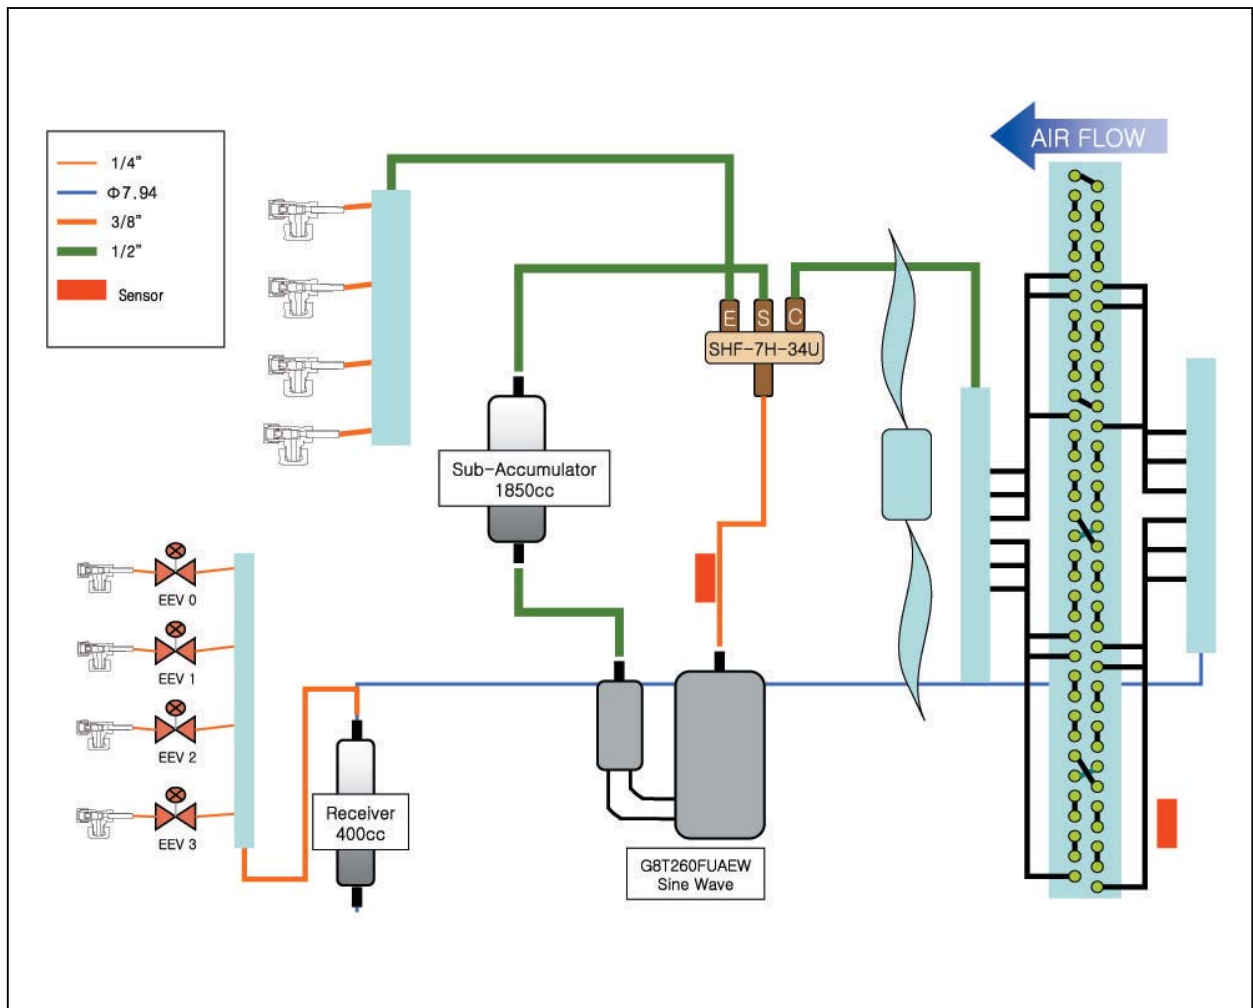 AIR FLOW
1/4"
Φ7.94
3/8"
1/2"
Sensor
E S C
SHF-7H-34U
Sub-Accumulator
1850cc
EEV 0
EEV 1
EEV 2
EEV 3
Receiver
400cc
G8T260FUAEW
Sine Wave